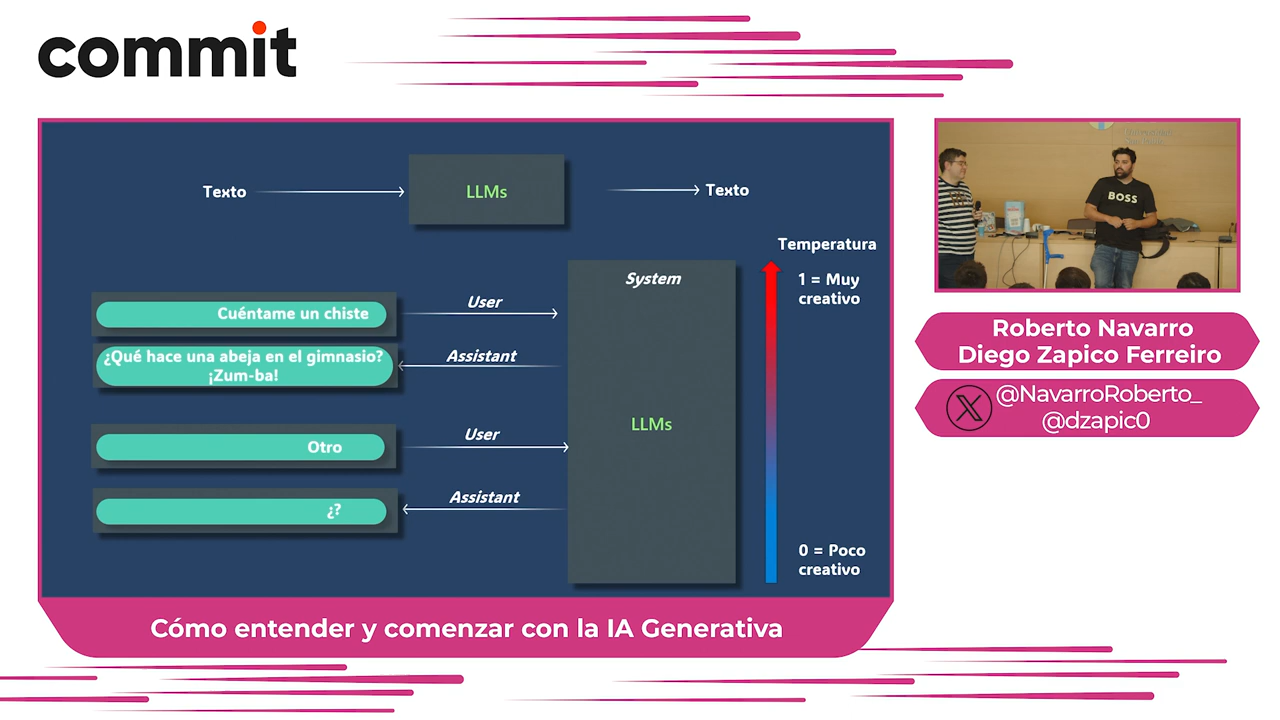 commit
Texto
LLMs
Texto
Temperatura
System
1 = Muy
creativo
User
Cuéntame un chiste
Assistant
¿Qué hace una abeja en el gimnasio?
¡Zum-ba!
LLMs
User
Otro
Assistant
¿?
0 = Poco
creativo
BOSS
Roberto Navarro
Diego Zapico Ferreiro
@NavarroRoberto_
@dzapic0
Cómo entender y comenzar con la IA Generativa